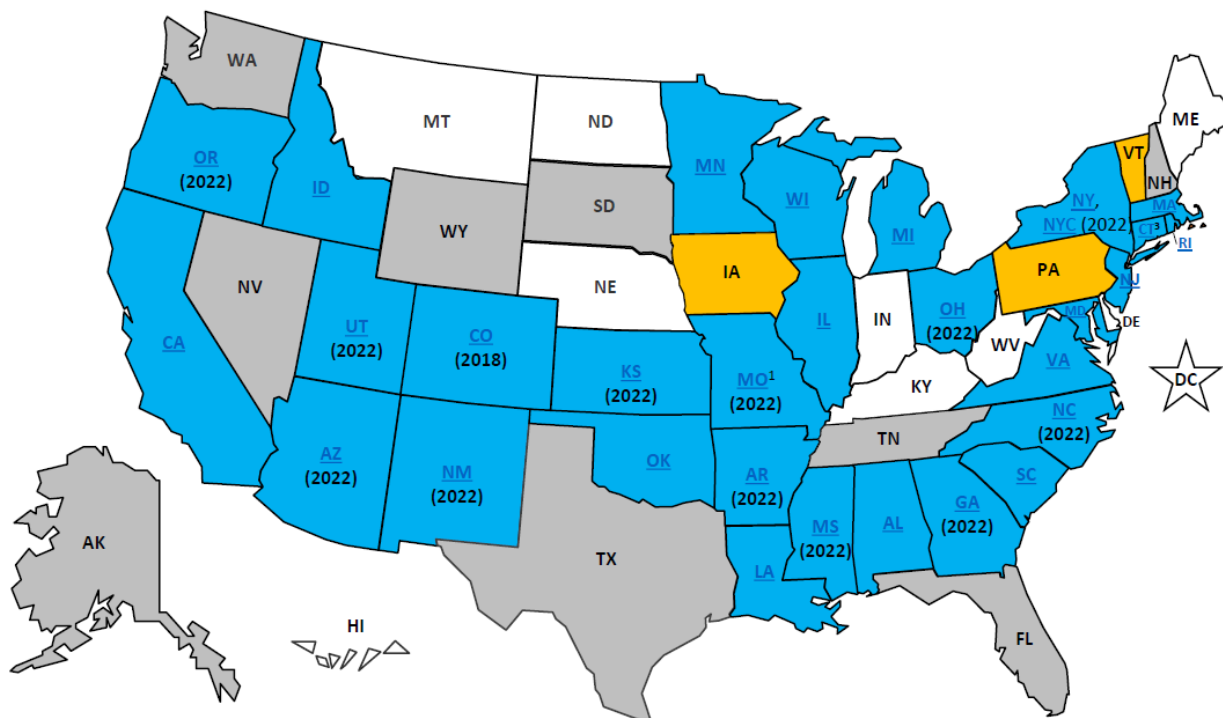 WA
MT
ND
ME
OR
(2022)
ID
MN
VT
NH
WY
SD
WI
MI
NY,
NYC (2022)
MA
CT³
RI
NV
NE
IA
PA
NJ
CA
UT
(2022)
CO
(2018)
IL
IN
OH
(2022)
MD
DE
KS
(2022)
MO¹
(2022)
WV
VA
KY
DC
AZ
(2022)
NM
(2022)
OK
AR
(2022)
TN
NC
(2022)
SC
MS
(2022)
AL
GA
(2022)
AK
TX
LA
HI
FL